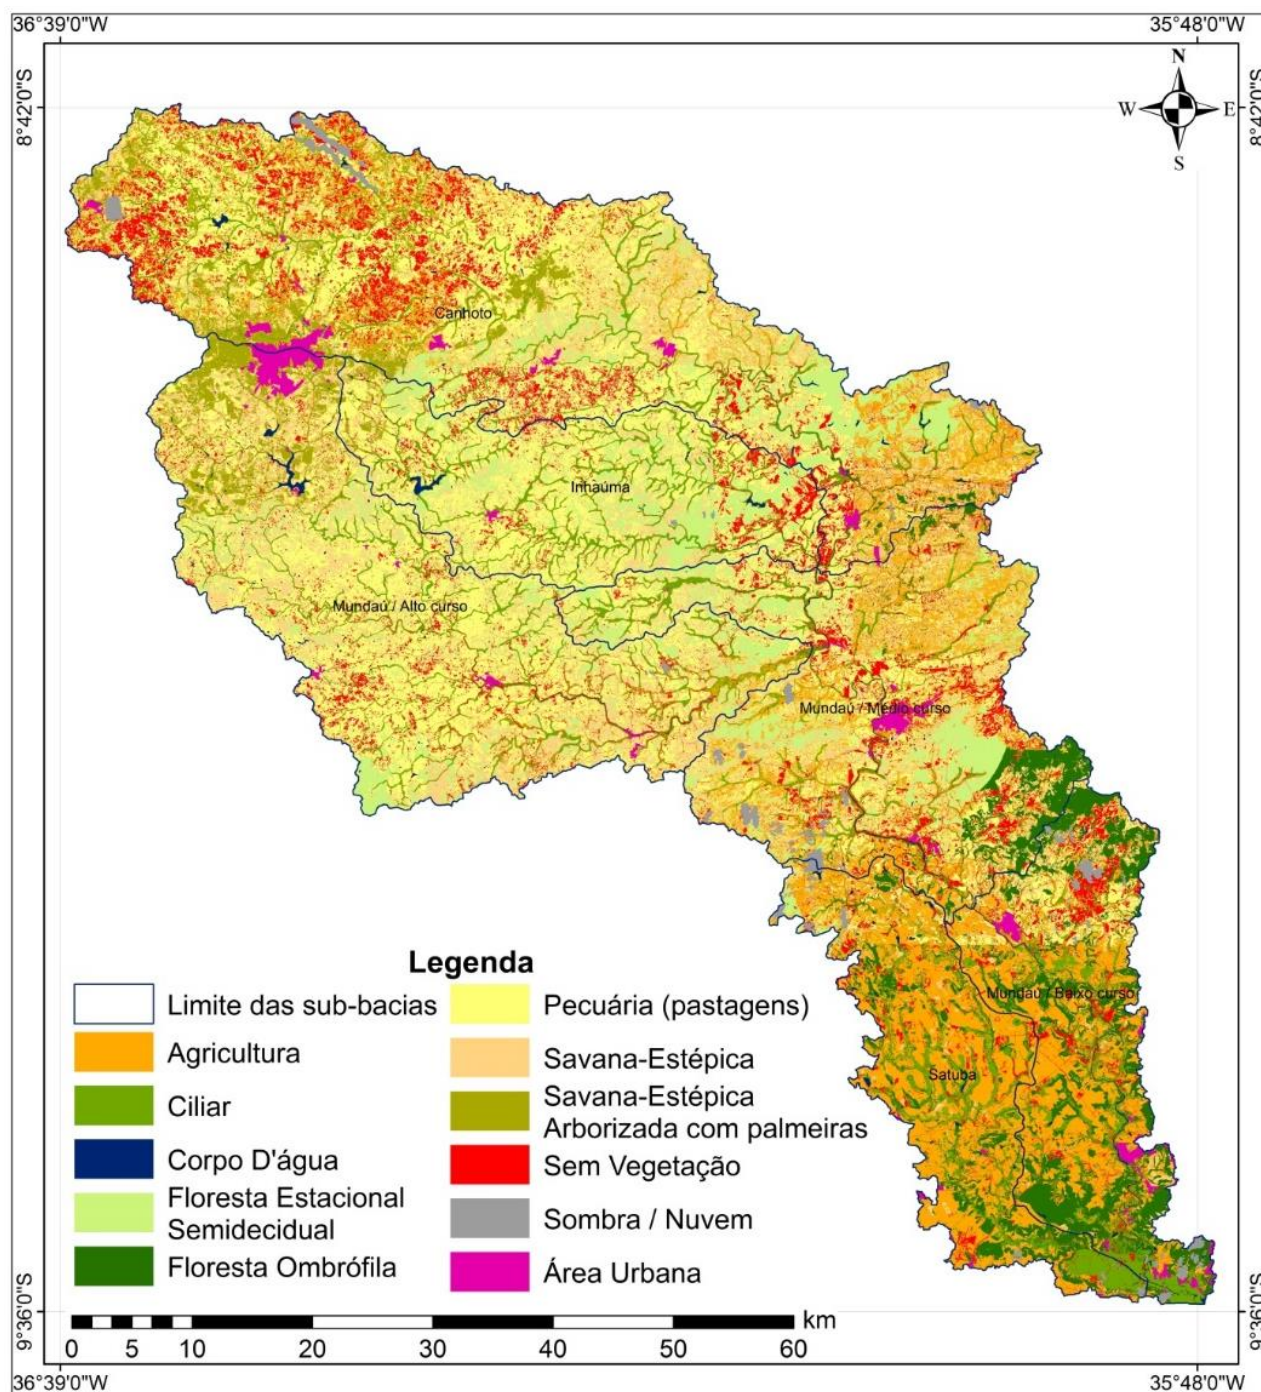 36°39'0"W
35°48'0"W
8°42'0"S
8°42'0"S
N
W
E
S
Canhoto
Inhaúma
Mundaú / Alto curso
Mundaú / Médio curso
Mundaú / Baixo curso
Satuba
Legenda
Limite das sub-bacias
Agricultura
Ciliar
Corpo D'água
Floresta Estacional
Semidecidual
Floresta Ombrófila
Pecuária (pastagens)
Savana-Estépica
Savana-Estépica
Arborizada com palmeiras
Sem Vegetação
Sombra / Nuvem
Área Urbana
km
0 5 10 20 30 40 50 60
9°36'0"S
9°36'0"S
36°39'0"W
35°48'0"W